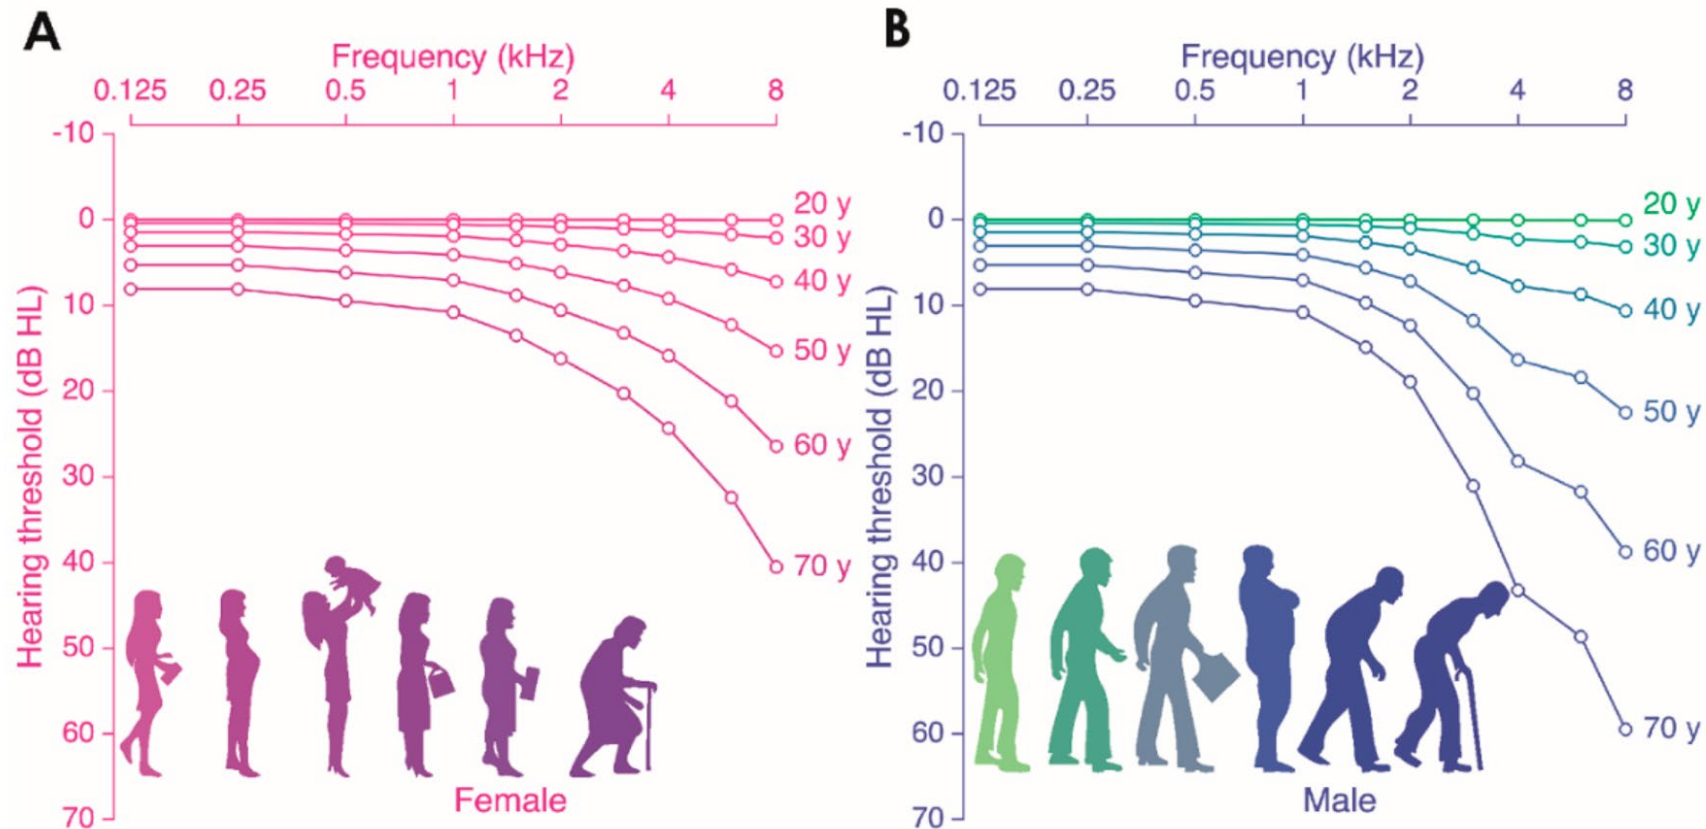 A
Frequency (kHz)
0.125 0.25 0.5 1 2 4 8
Hearing threshold (dB HL)
-10
0
10
20
30
40
50
60
70
20 y
30 y
40 y
50 y
60 y
70 y
Female
B
Frequency (kHz)
0.125 0.25 0.5 1 2 4 8
Hearing threshold (dB HL)
-10
0
10
20
30
40
50
60
70
20 y
30 y
40 y
50 y
60 y
70 y
Male